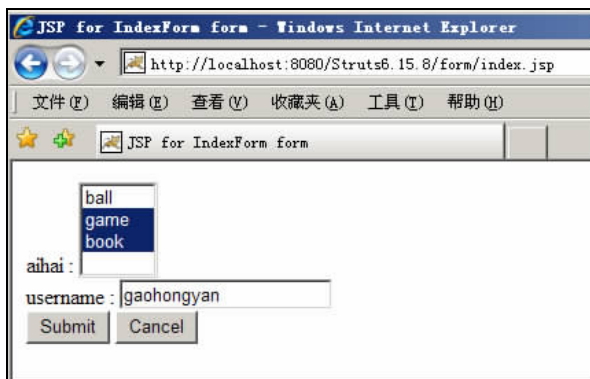 JSP for IndexForm form - Windows Internet Explorer
http://localhost:8080/Struts6.15.8/form/index.jsp
文件(F) 编辑(E) 查看(V) 收藏夹(A) 工具(T) 帮助(H)
JSP for IndexForm form
ball
game
book
aihai :
username : gaohongyan
Submit Cancel